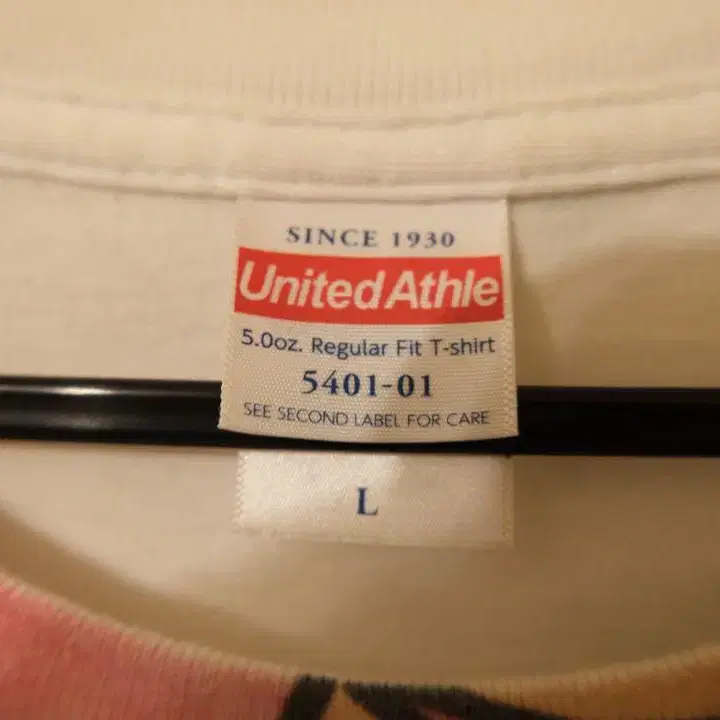 SINCE 1930
United Athle
5.0oz. Regular Fit T-shirt
5401-01
SEE SECOND LABEL FOR CARE
L